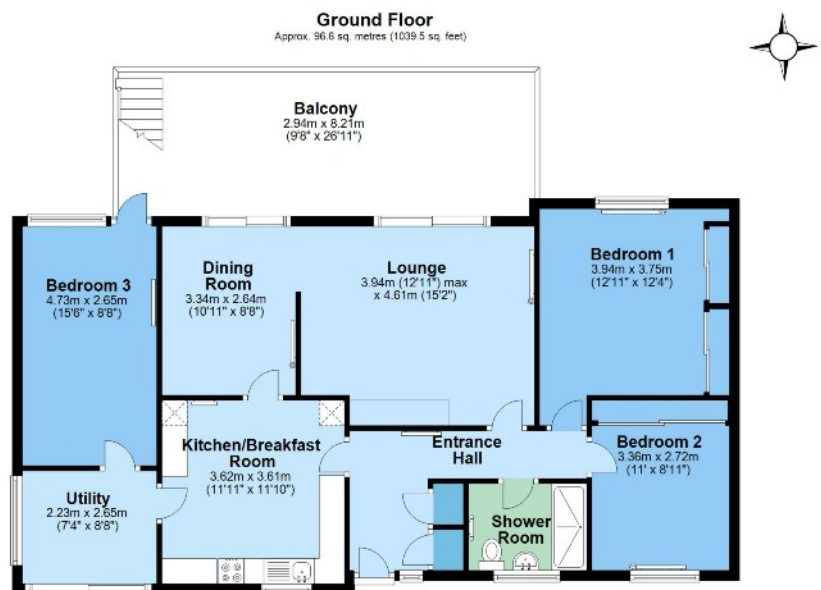 Ground Floor
Approx. 96.6 sq. metres (1039.5 sq. feet)
Balcony
2.94m x 8.21m
(9'8" x 26'11")
Bedroom 3
4.73m x 2.65m
(15'6" x 8'8")
Dining
Room
3.34m x 2.64m
(10'11" x 8'8")
Lounge
3.94m (12'11") max
x 4.61m (15'2")
Bedroom 1
3.94m x 3.75m
(12'11" x 12'4")
Kitchen/Breakfast
Room
3.62m x 3.61m
(11'11" x 11'10")
Entrance
Hall
Bedroom 2
3.36m x 2.72m
(11' x 8'11")
Utility
2.23m x 2.65m
(7'4" x 8'8")
Shower
Room